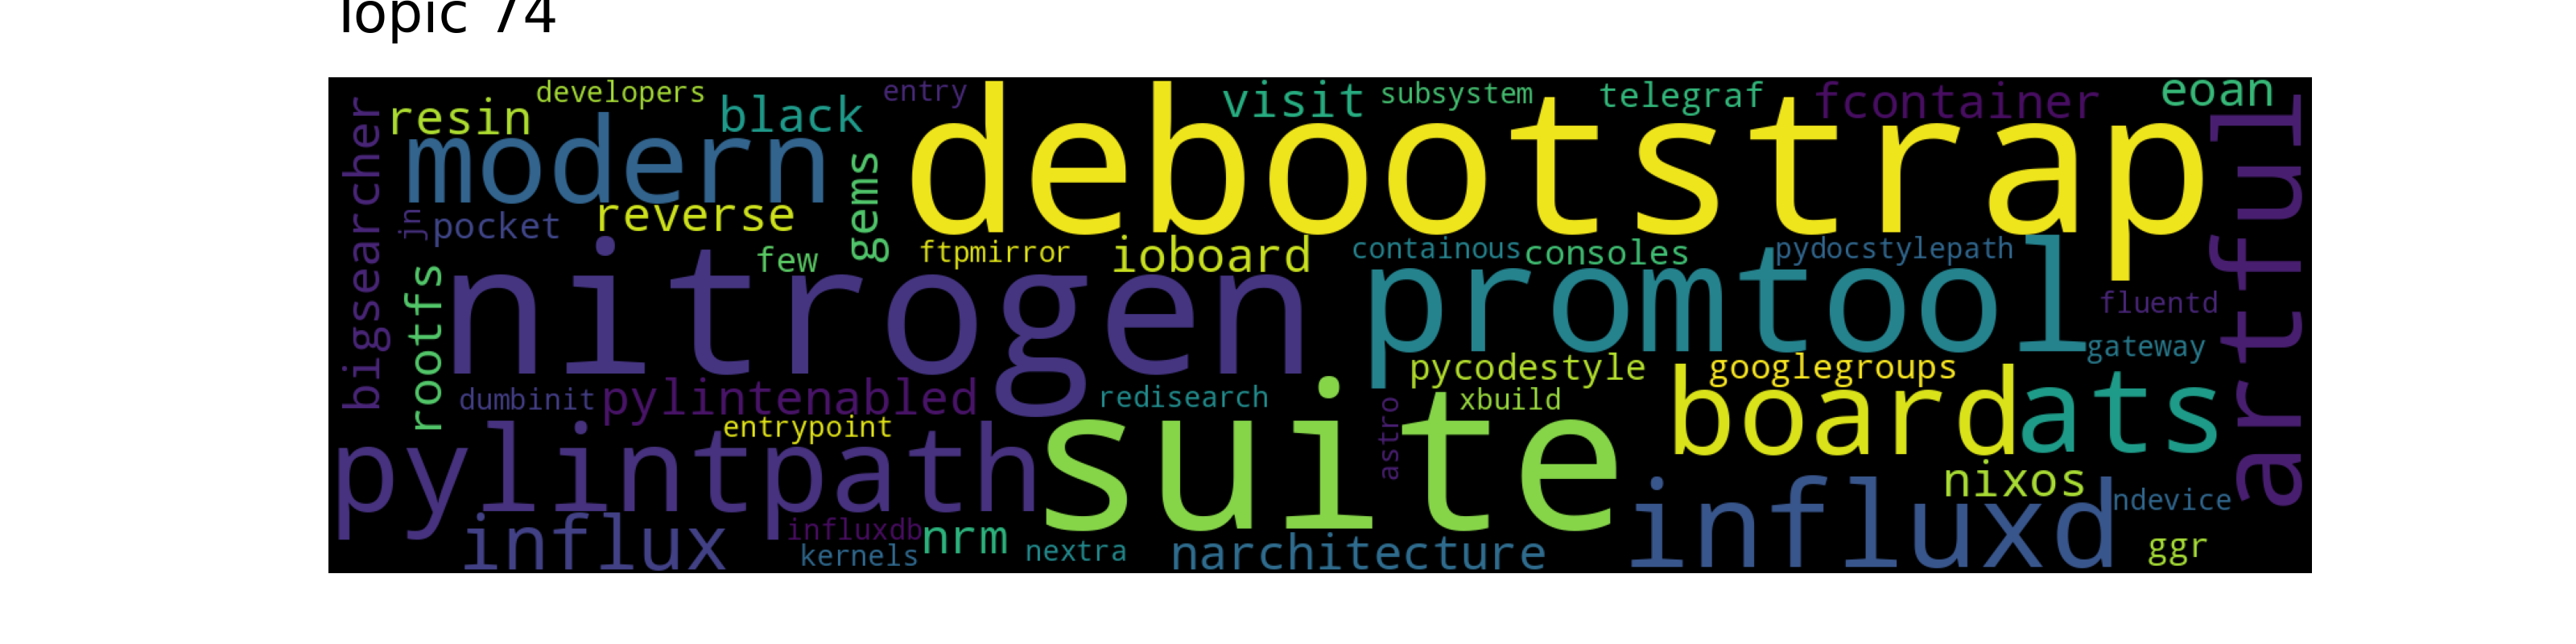 Topic 74
developers entry visit subsystem telegraf fcontainer eoan
resin black
modern debootstrap
bigsearcher jn pocket reverse gems artful
few ftpmirror ioboard containous consoles pydocstylepath
rootfs nitrogen promtool fluentd
gateway
dumbinit pylintenabled redisearch pycodestyle googlegroups
xbuild board ats
entrypoint astro
pylintpath suite nixos
influx influxdb nrm influxd ndevice
kernels nextra narchitecture ggr